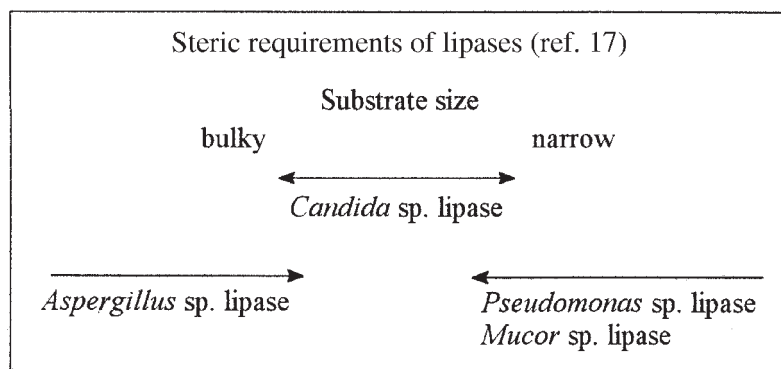 Steric requirements of lipases (ref. 17)
Substrate size
bulky narrow
Candida sp. lipase
Aspergillus sp. lipase Pseudomonas sp. lipase
Mucor sp. lipase